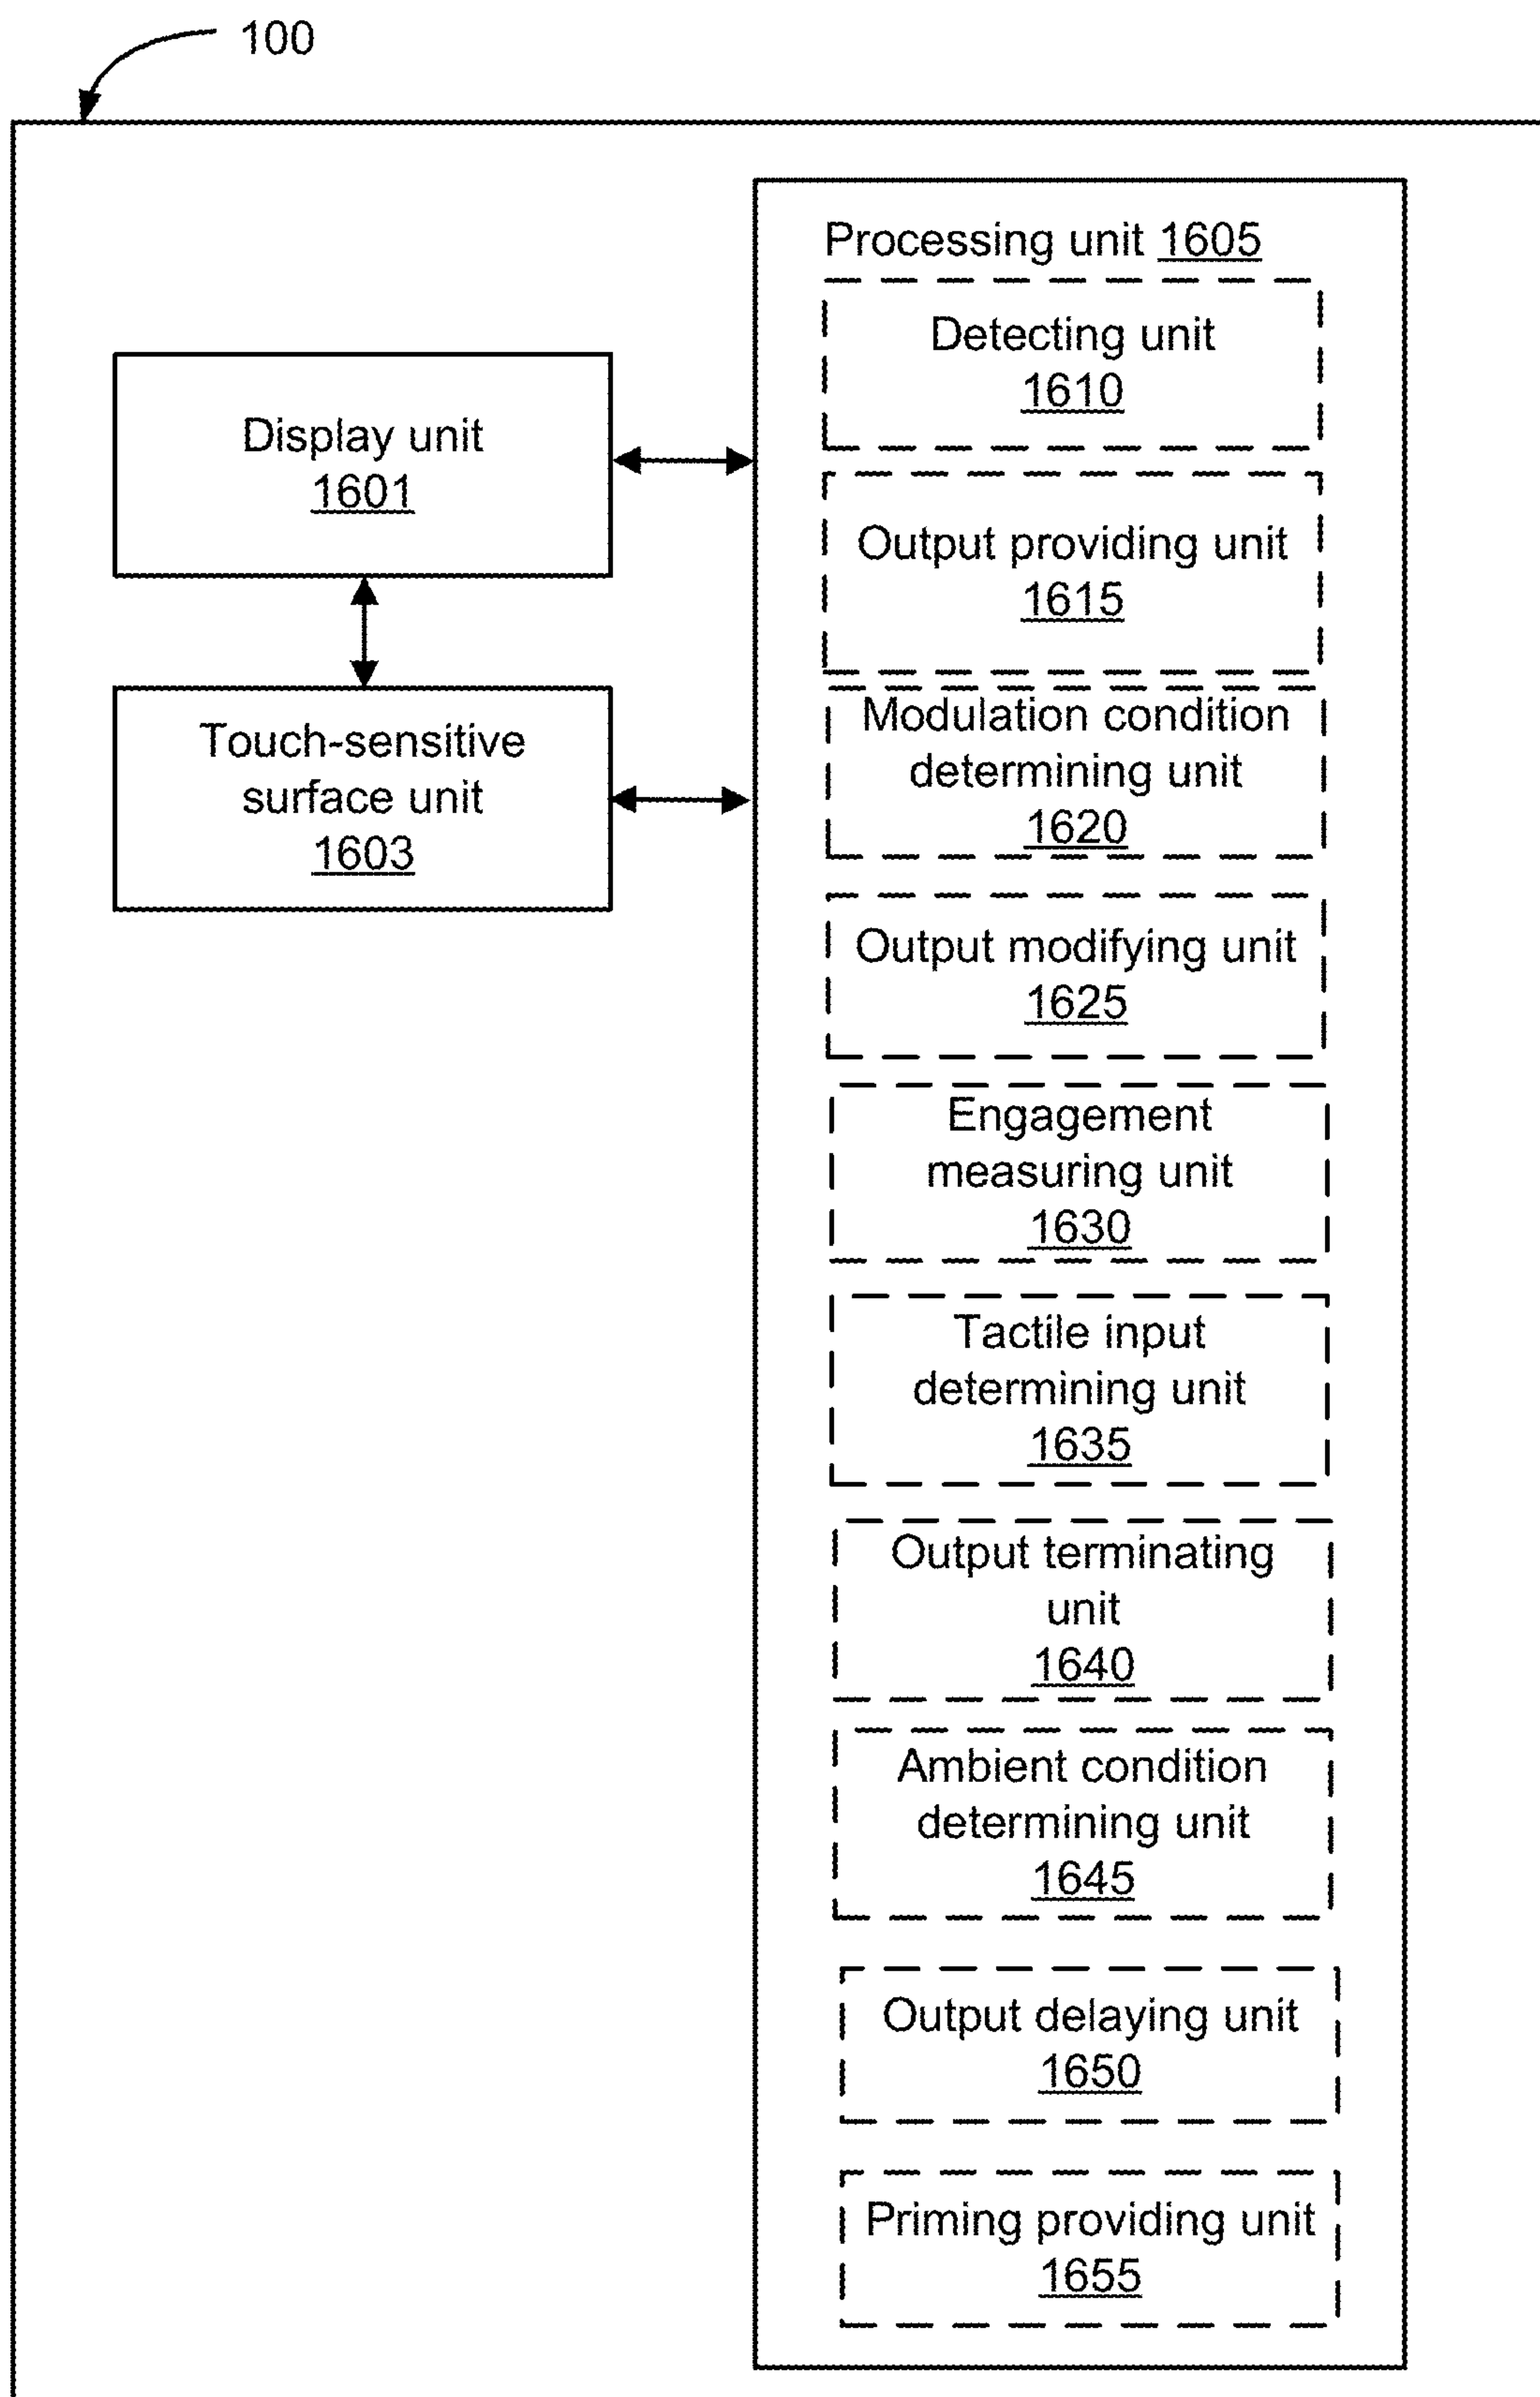 100
Processing unit 1605
Detecting unit
1610
Display unit
1601
Output providing unit
1615
Touch-sensitive
surface unit
1603
Modulation condition
determining unit
1620
Output modifying unit
1625
Engagement
measuring unit
1630
Tactile input
determining unit
1635
Output terminating
unit
1640
Ambient condition
determining unit
1645
Output delaying unit
1650
Priming providing unit
1655